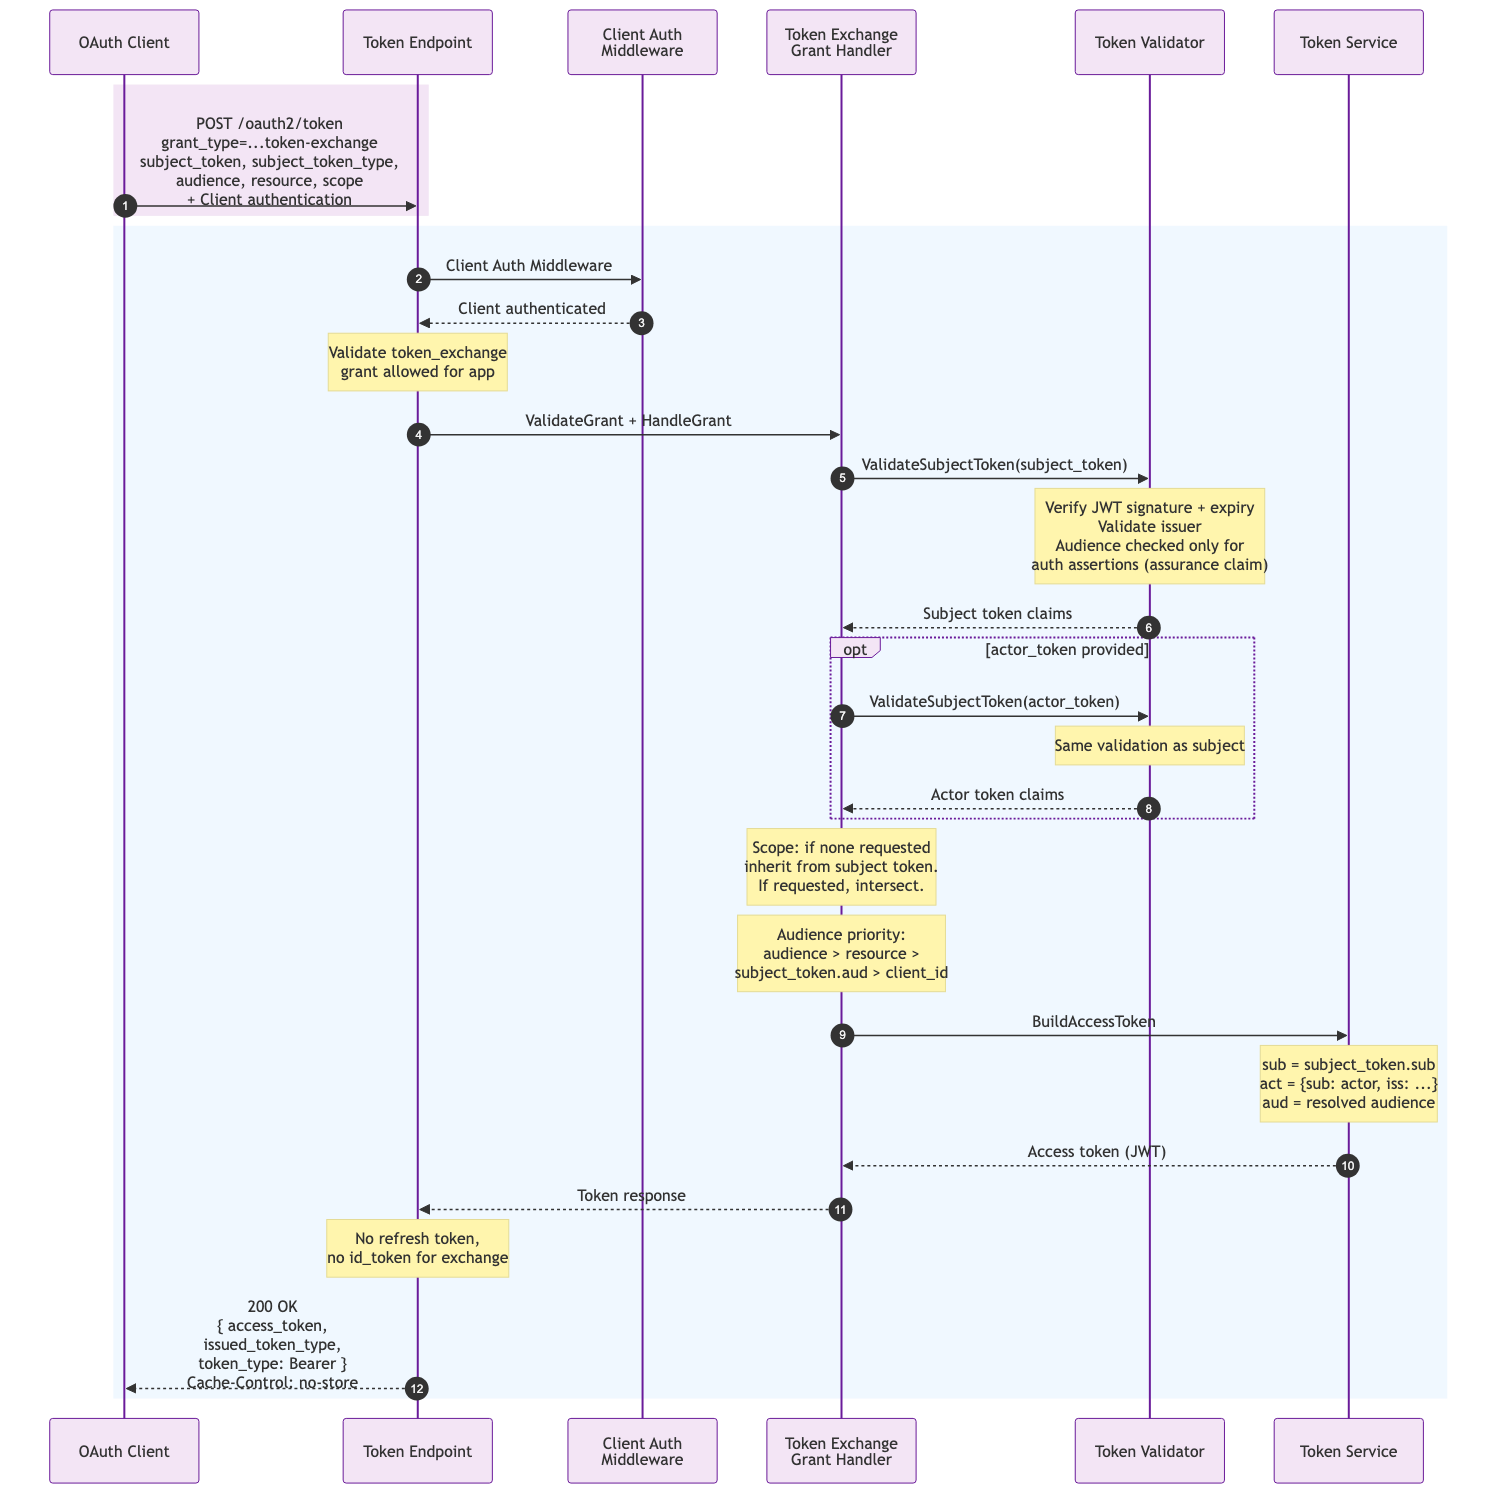 OAuth Client
Token Endpoint
Client Auth
Middleware
Token Exchange
Grant Handler
Token Validator
Token Service
POST /oauth2/token
grant_type=...token-exchange
subject_token, subject_token_type,
audience, resource, scope
+ Client authentication
1
2
Client Auth Middleware
Client authenticated
3
Validate token_exchange
grant allowed for app
4
ValidateGrant + HandleGrant
5
ValidateSubjectToken(subject_token)
Verify JWT signature + expiry
Validate issuer
Audience checked only for
auth assertions (assurance claim)
Subject token claims
6
opt
[actor_token provided]
7
ValidateSubjectToken(actor_token)
Same validation as subject
Actor token claims
8
Scope: if none requested
inherit from subject token.
If requested, intersect.
Audience priority:
audience > resource >
subject_token.aud > client_id
9
BuildAccessToken
sub = subject_token.sub
act = {sub: actor, iss: ...}
aud = resolved audience
Access token (JWT)
10
Token response
11
No refresh token,
no id_token for exchange
200 OK
{ access_token,
issued_token_type,
token_type: Bearer }
Cache-Control: no-store
12
OAuth Client
Token Endpoint
Client Auth
Middleware
Token Exchange
Grant Handler
Token Validator
Token Service